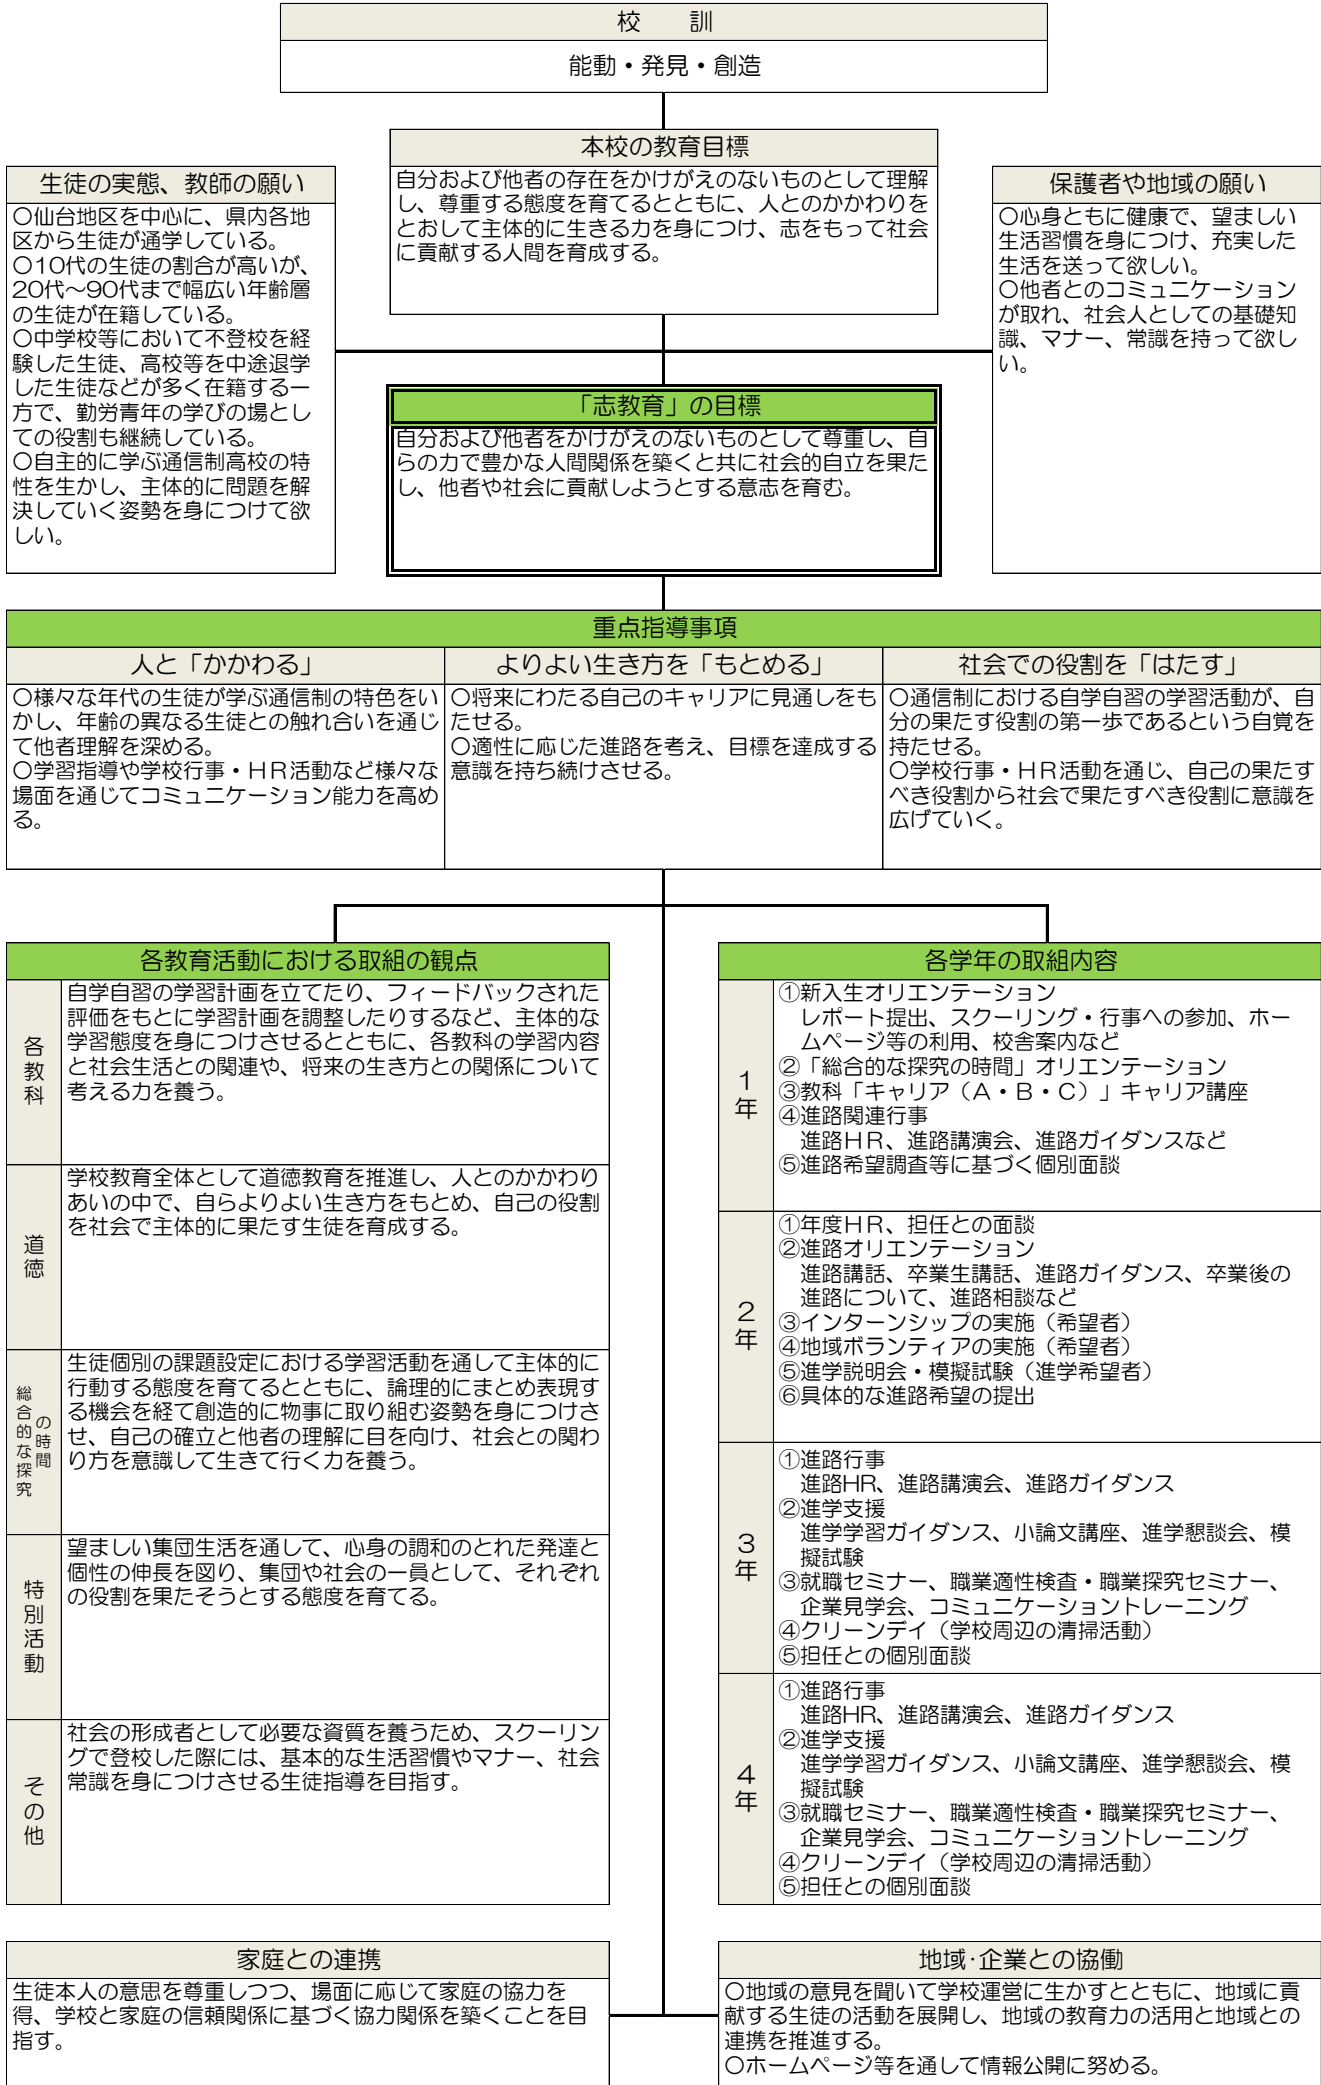 校　　訓
能動・発見・創造
本校の教育目標
自分および他者の存在をかけがえのないものとして理解
し、尊重する態度を育てるとともに、人とのかかわりを
とおして主体的に生きる力を身につけ、志をもって社会
に貢献する人間を育成する。
生徒の実態、教師の願い
〇仙台地区を中心に、県内各地
区から生徒が通学している。
〇10代の生徒の割合が高いが、
20代～90代まで幅広い年齢層
の生徒が在籍している。
〇中学校等において不登校を経
験した生徒、高校等を中途退学
した生徒などが多く在籍する一
方で、勤労青年の学びの場とし
ての役割も継続している。
〇自主的に学ぶ通信制高校の特
性を生かし、主体的に問題を解
決していく姿勢を身につけて欲
しい。
保護者や地域の願い
〇心身ともに健康で、望ましい
生活習慣を身につけ、充実した
生活を送って欲しい。
〇他者とのコミュニケーション
が取れ、社会人としての基礎知
識、マナー、常識を持って欲し
い。
「志教育」の目標
自分および他者をかけがえのないものとして尊重し、自
らの力で豊かな人間関係を築くと共に社会的自立を果た
し、他者や社会に貢献しようとする意志を育む。
重点指導事項
人と「かかわる」
〇様々な年代の生徒が学ぶ通信制の特色をい
かし、年齢の異なる生徒との触れ合いを通じ
て他者理解を深める。
〇学習指導や学校行事・ＨＲ活動など様々な
場面を通じてコミュニケーション能力を高め
る。
よりよい生き方を「もとめる」
〇将来にわたる自己のキャリアに見通しをも
たせる。
〇適性に応じた進路を考え、目標を達成する
意識を持ち続けさせる。
社会での役割を「はたす」
〇通信制における自学自習の学習活動が、自
分の果たす役割の第一歩であるという自覚を
持たせる。
〇学校行事・ＨＲ活動を通じ、自己の果たす
べき役割から社会で果たすべき役割に意識を
広げていく。
各教育活動における取組の観点
各教科
自学自習の学習計画を立てたり、フィードバックされた
評価をもとに学習計画を調整したりするなど、主体的な
学習態度を身につけさせるとともに、各教科の学習内容
と社会生活との関連や、将来の生き方との関係について
考える力を養う。
道徳
学校教育全体として道徳教育を推進し、人とのかかわり
あいの中で、自らよりよい生き方をもとめ、自己の役割
を社会で主体的に果たす生徒を育成する。
総合的な探究
の時間
生徒個別の課題設定における学習活動を通して主体的に
行動する態度を育てるとともに、論理的にまとめ表現す
る機会を経て創造的に物事に取り組む姿勢を身につけさ
せ、自己の確立と他者の理解に目を向け、社会との関わ
り方を意識して生きて行く力を養う。
特別活動
望ましい集団生活を通して、心身の調和のとれた発達と
個性の伸長を図り、集団や社会の一員として、それぞれ
の役割を果たそうとする態度を育てる。
その他
社会の形成者として必要な資質を養うため、スクーリン
グで登校した際には、基本的な生活習慣やマナー、社会
常識を身につけさせる生徒指導を目指す。
各学年の取組内容
１年
①新入生オリエンテーション
レポート提出、スクーリング・行事への参加、ホー
ムページ等の利用、校舎案内など
②「総合的な探究の時間」オリエンテーション
③教科「キャリア（Ａ・Ｂ・Ｃ）」キャリア講座
④進路関連行事
進路ＨＲ、進路講演会、進路ガイダンスなど
⑤進路希望調査等に基づく個別面談
２年
①年度ＨＲ、担任との面談
②進路オリエンテーション
進路講話、卒業生講話、進路ガイダンス、卒業後の
進路について、進路相談など
③インターンシップの実施（希望者）
④地域ボランティアの実施（希望者）
⑤進学説明会・模擬試験（進学希望者）
⑥具体的な進路希望の提出
３年
①進路行事
進路HR、進路講演会、進路ガイダンス
②進学支援
進学学習ガイダンス、小論文講座、進学懇談会、模
擬試験
③就職セミナー、職業適性検査・職業探究セミナー、
企業見学会、コミュニケーショントレーニング
④クリーンデイ（学校周辺の清掃活動）
⑤担任との個別面談
４年
①進路行事
進路HR、進路講演会、進路ガイダンス
②進学支援
進学学習ガイダンス、小論文講座、進学懇談会、模
擬試験
③就職セミナー、職業適性検査・職業探究セミナー、
企業見学会、コミュニケーショントレーニング
④クリーンデイ（学校周辺の清掃活動）
⑤担任との個別面談
家庭との連携
生徒本人の意思を尊重しつつ、場面に応じて家庭の協力を
得、学校と家庭の信頼関係に基づく協力関係を築くことを目
指す。
地域･企業との協働
〇地域の意見を聞いて学校運営に生かすとともに、地域に貢
献する生徒の活動を展開し、地域の教育力の活用と地域との
連携を推進する。
〇ホームページ等を通して情報公開に努める。